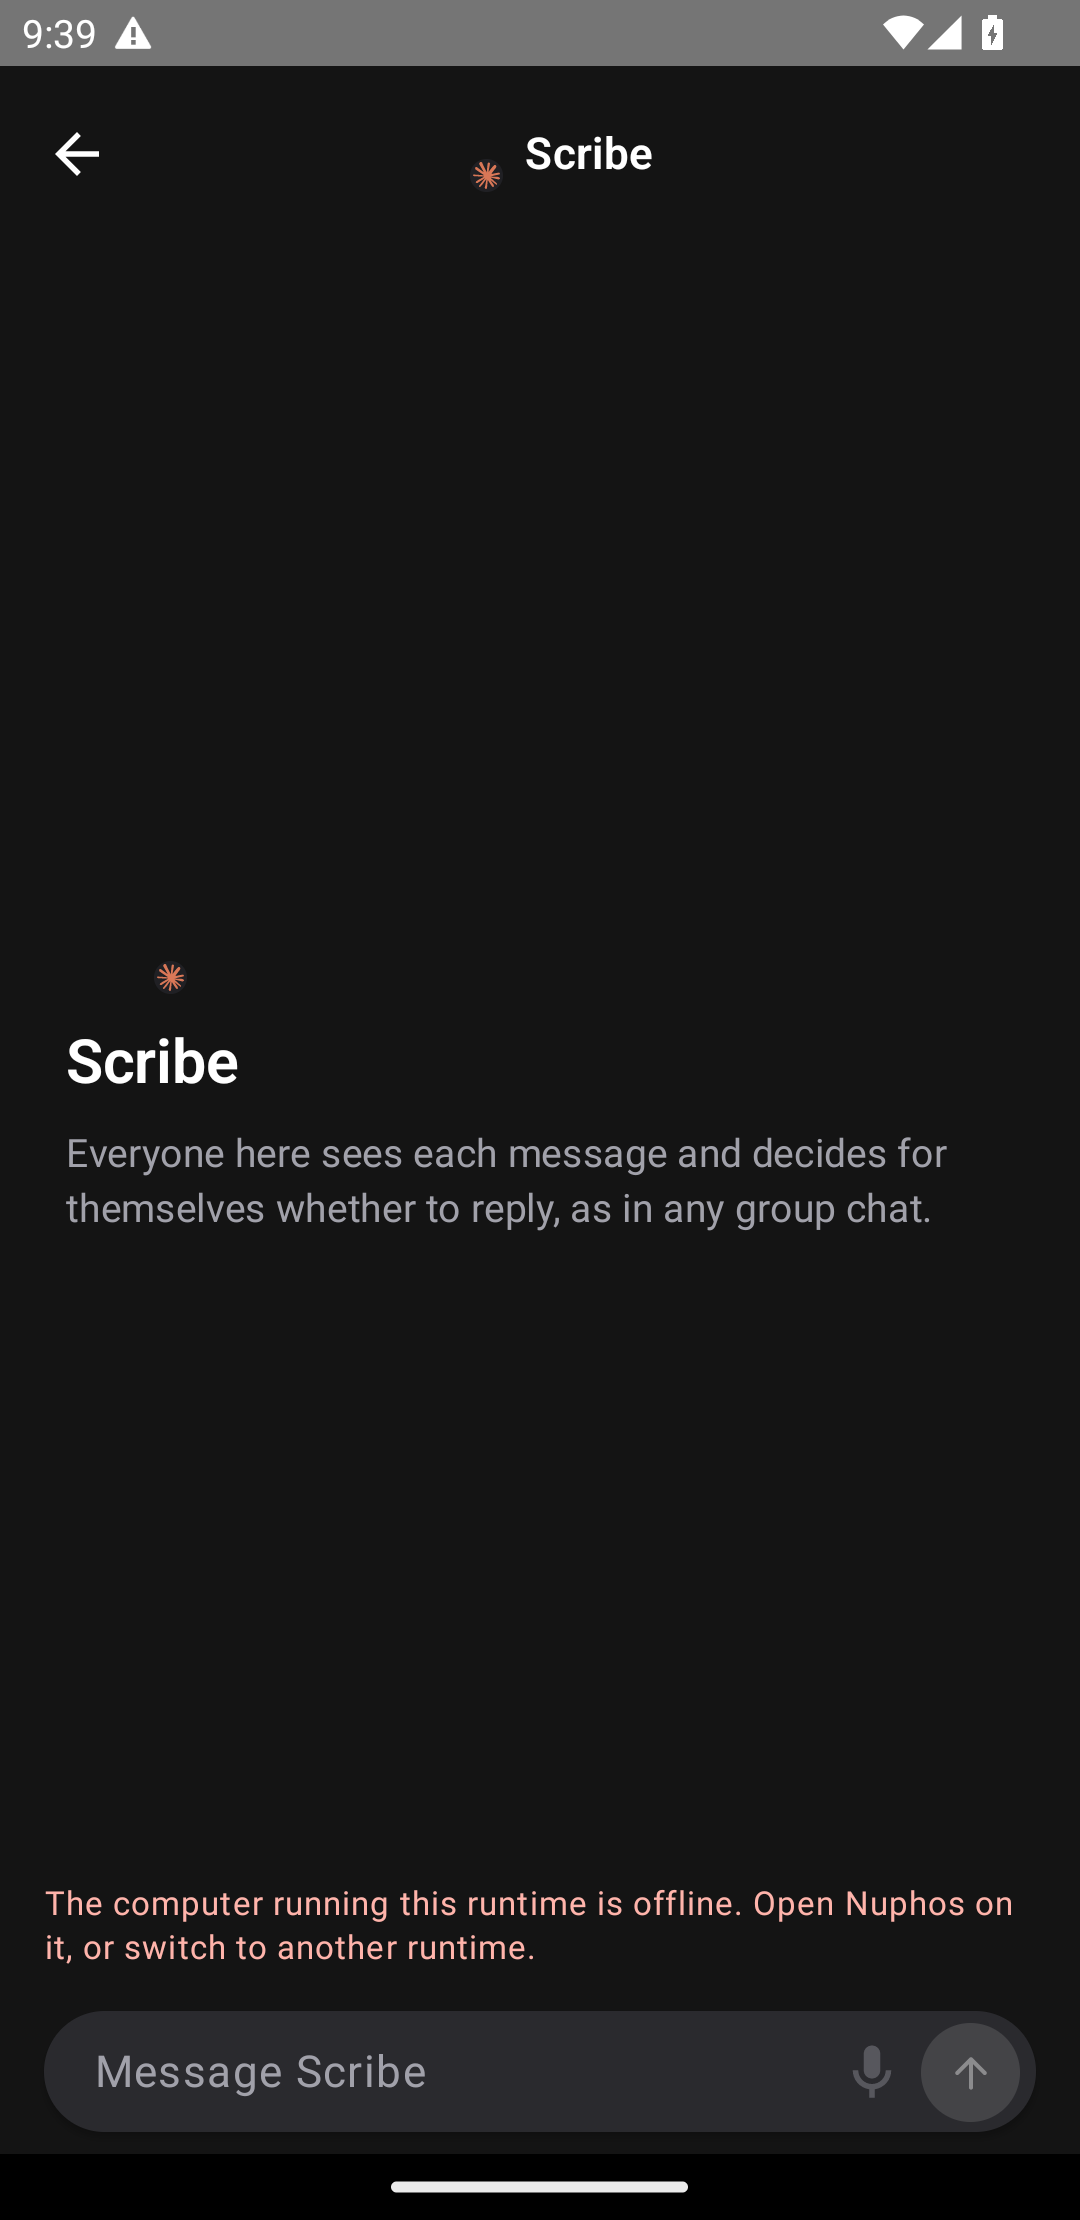 9:39
Scribe
Scribe
Everyone here sees each message and decides for
themselves whether to reply, as in any group chat.
The computer running this runtime is offline. Open Nuphos on
it, or switch to another runtime.
Message Scribe